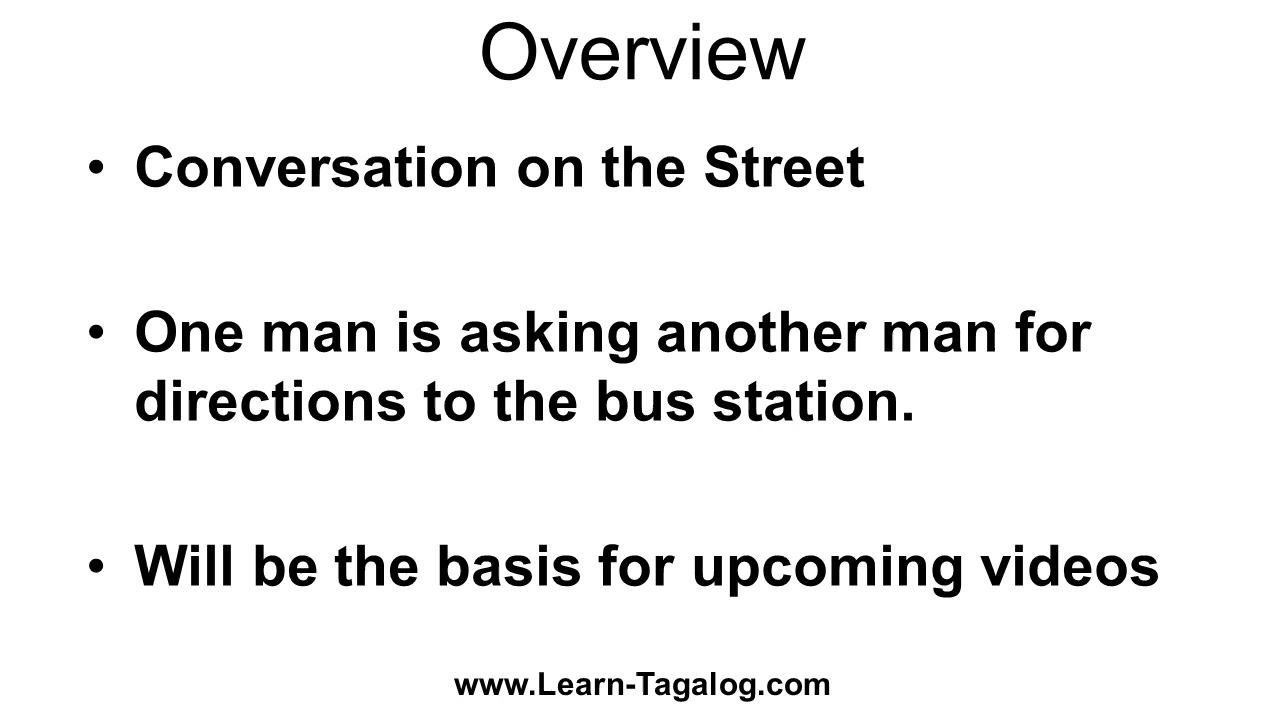 Overview
• Conversation on the Street
• One man is asking another man for
directions to the bus station.
• Will be the basis for upcoming videos
www.Learn-Tagalog.com